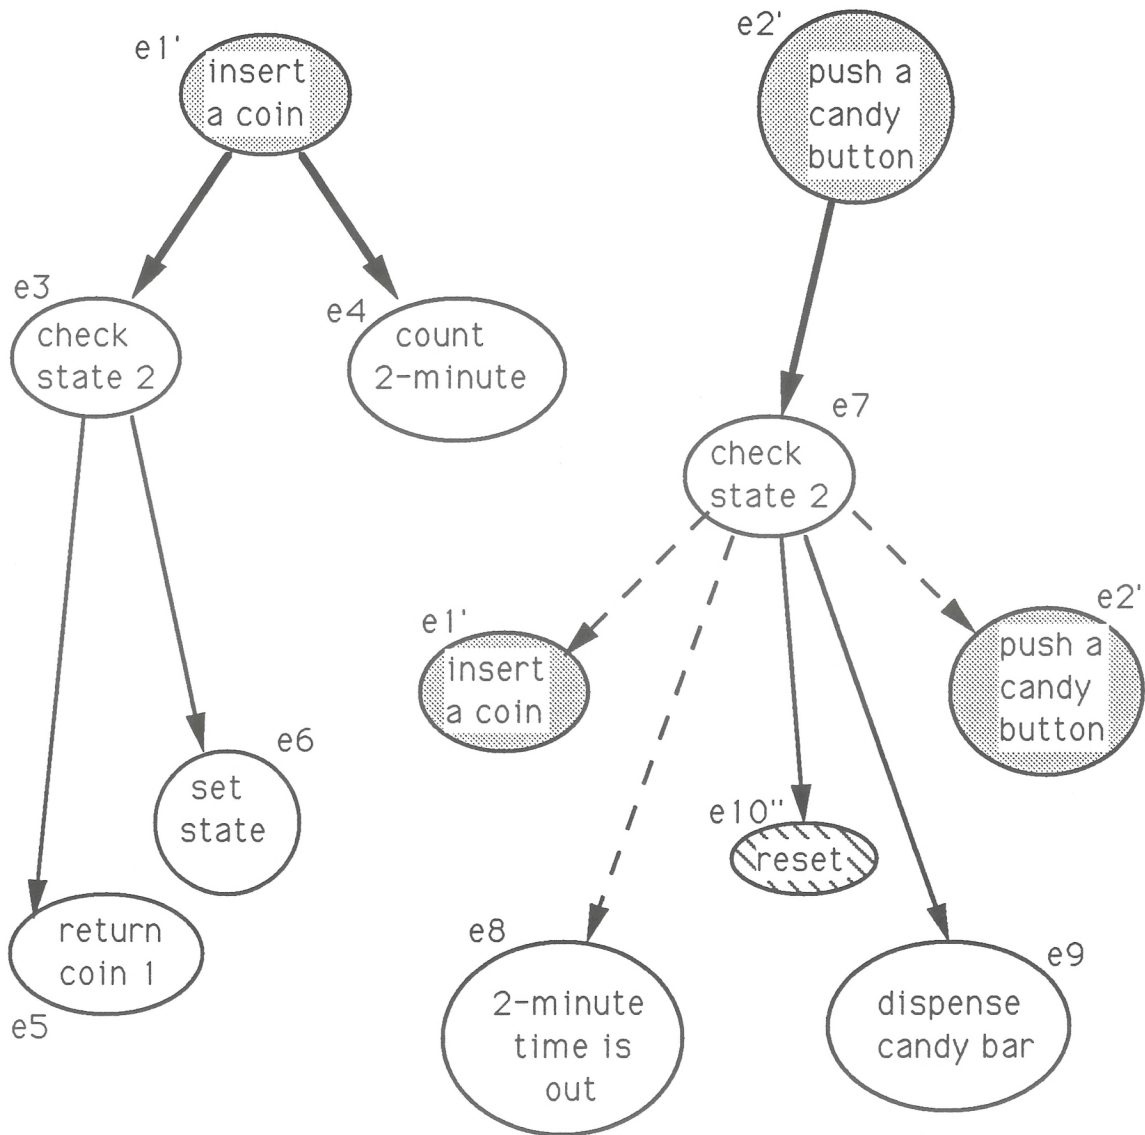 e1'
insert
a coin
e2'
push a
candy
button
e3
check
state 2
e4
count
2-minute
e7
check
state 2
e1'
insert
a coin
e2'
push a
candy
button
e6
set
state
e10"
reset
return
coin 1
e5
e8
2-minute
time is
out
e9
dispense
candy bar